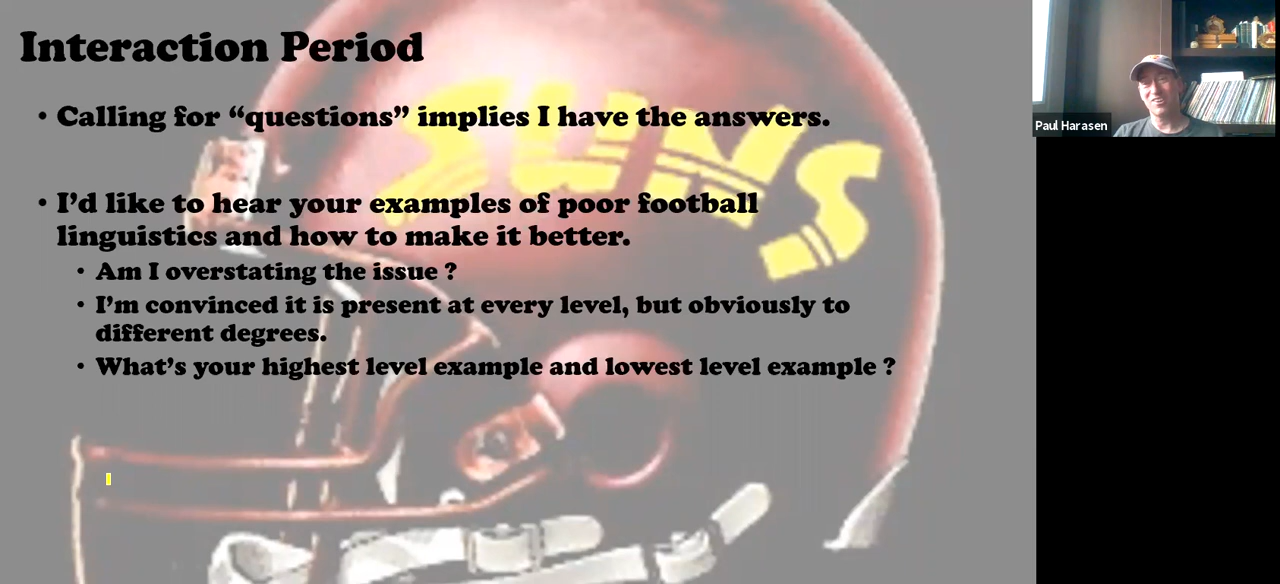 Interaction Period
• Calling for “questions” implies I have the answers.
• I’d like to hear your examples of poor football
linguistics and how to make it better.
• Am I overstating the issue ?
• I’m convinced it is present at every level, but obviously to
different degrees.
• What’s your highest level example and lowest level example ?
SUNS
Paul Harasen